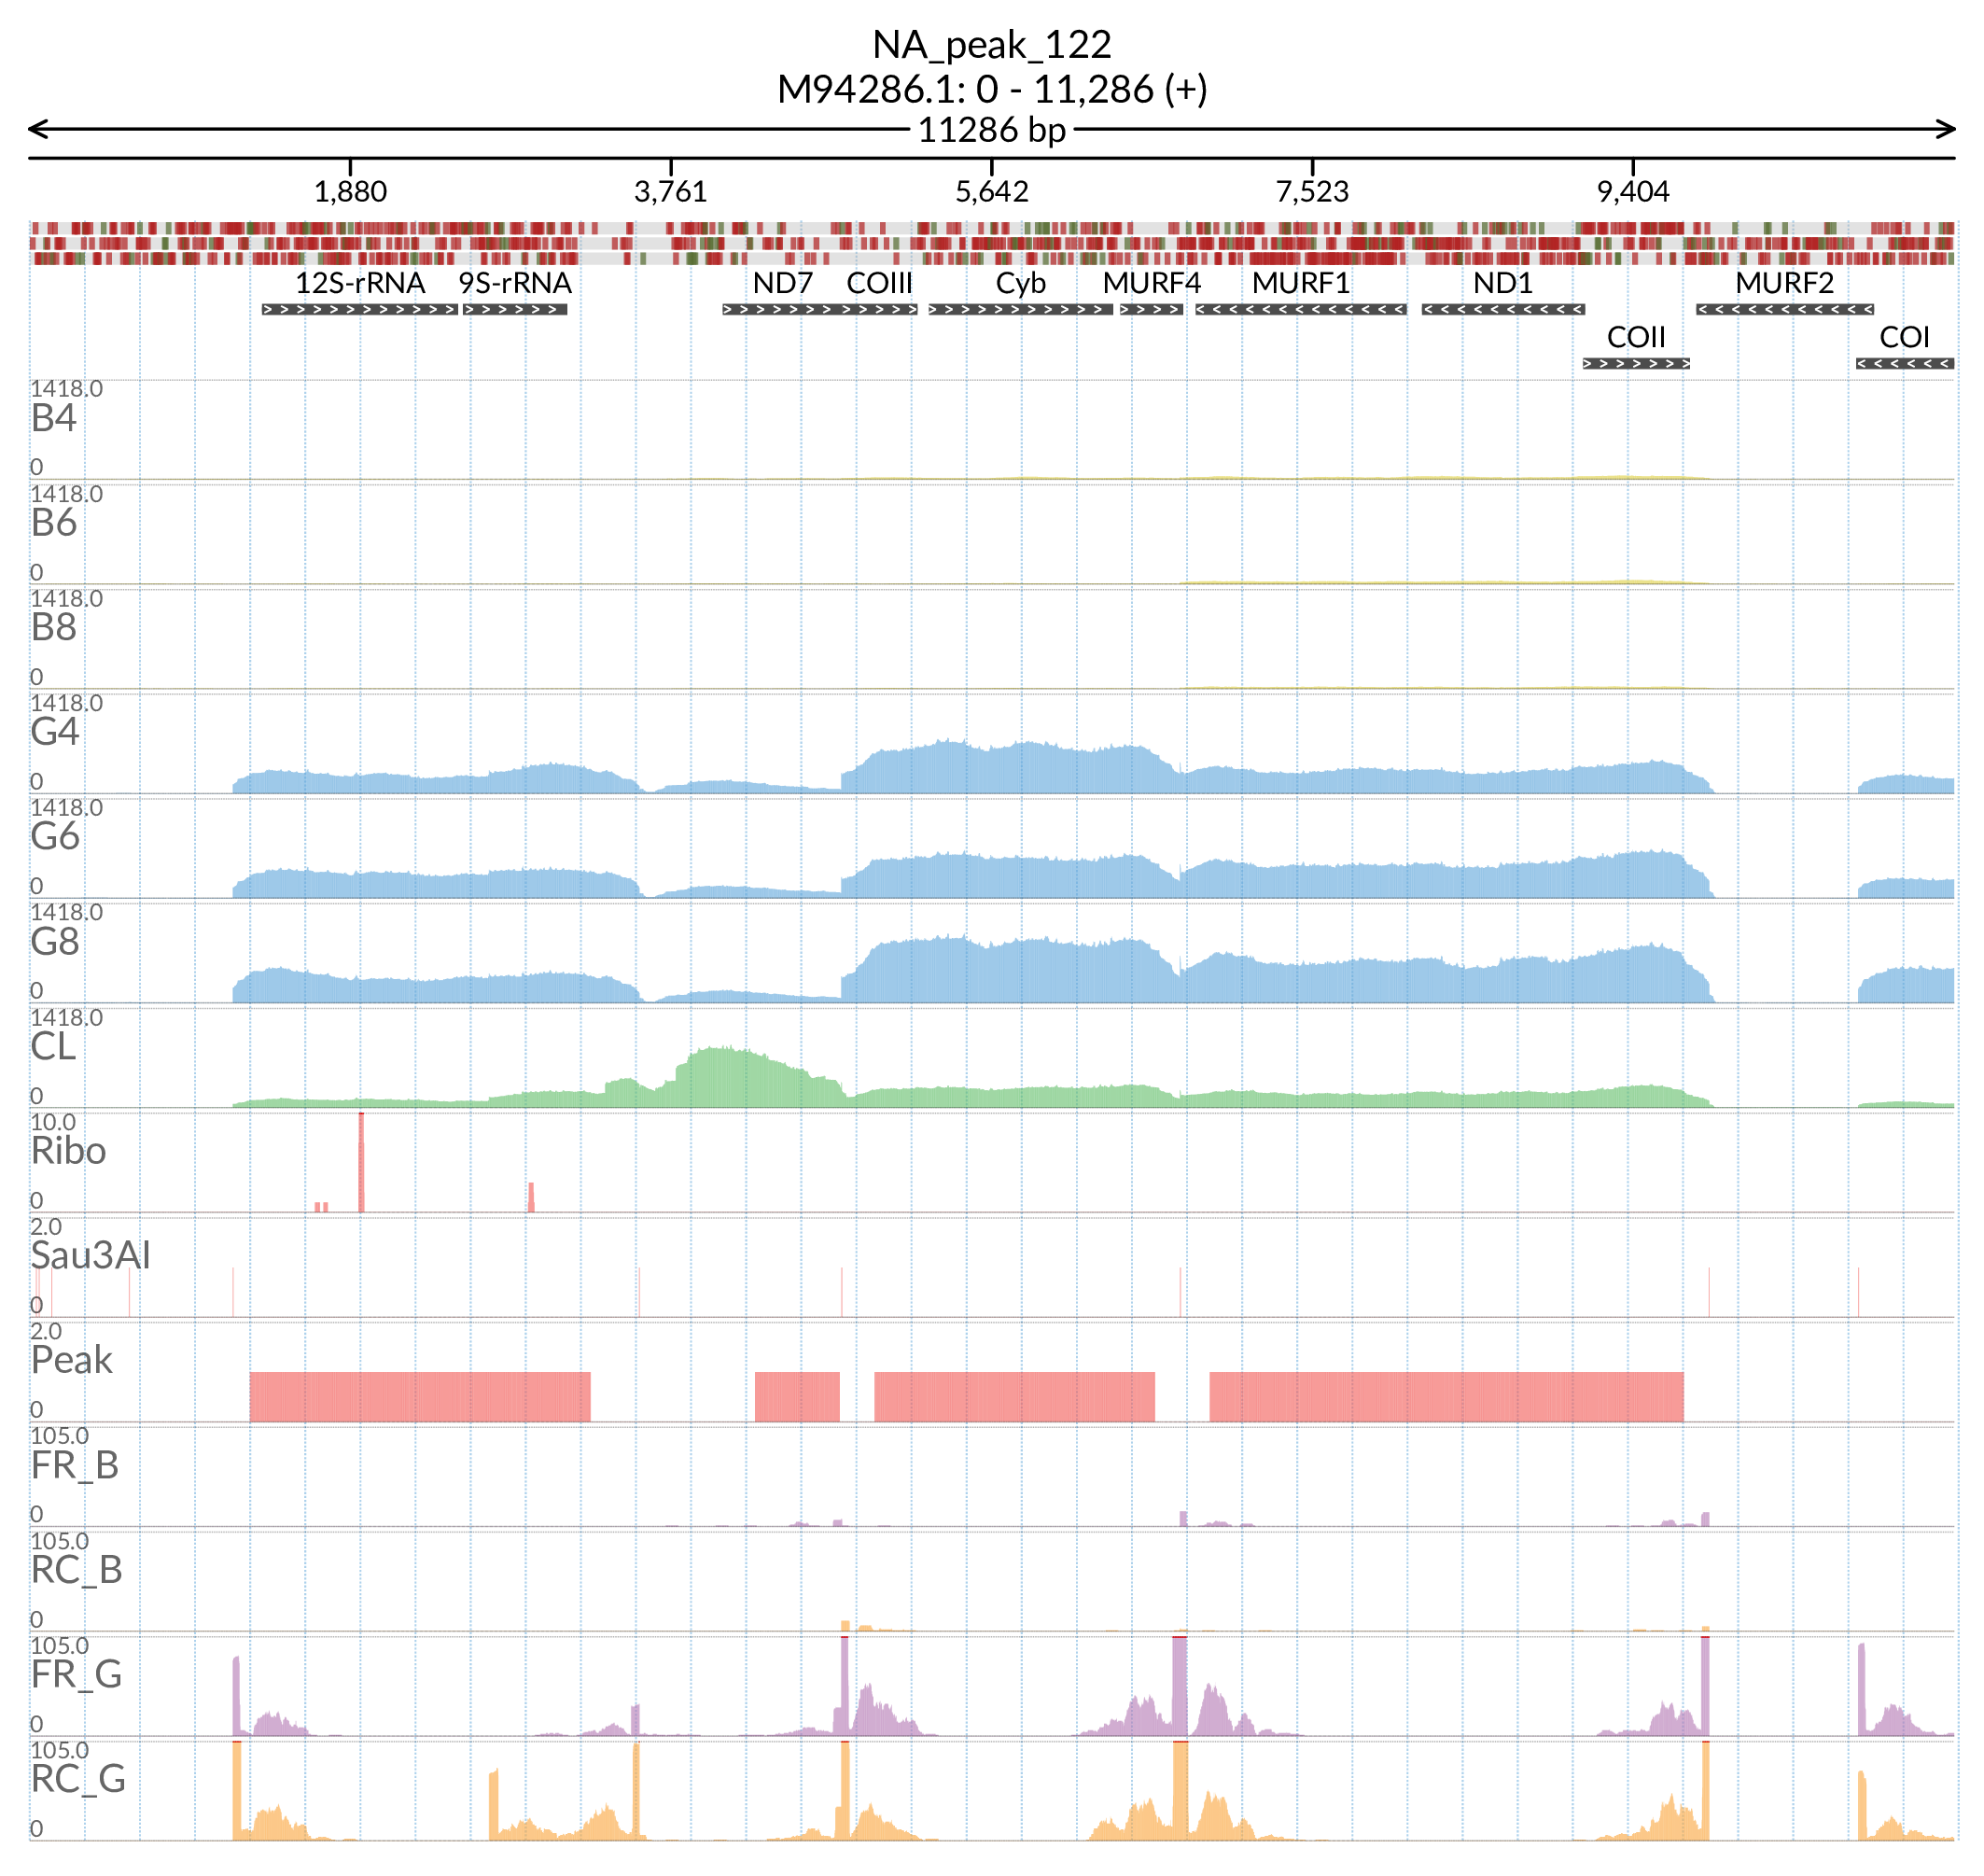 NA_peak_122
M94286.1: 0 - 11,286 (+)
11286 bp
1,880 3,761 5,642 7,523 9,404
12S-rRNA 9S-rRNA ND7 COIII Cyb MURF4 MURF1 ND1 MURF2
COII COI
1418.0
B4
0
1418.0
B6
0
1418.0
B8
0
1418.0
G4
0
1418.0
G6
0
1418.0
G8
0
1418.0
CL
0
10.0
Ribo
0
2.0
Sau3AI
0
2.0
Peak
0
105.0
FR_B
0
105.0
RC_B
0
105.0
FR_G
0
105.0
RC_G
0